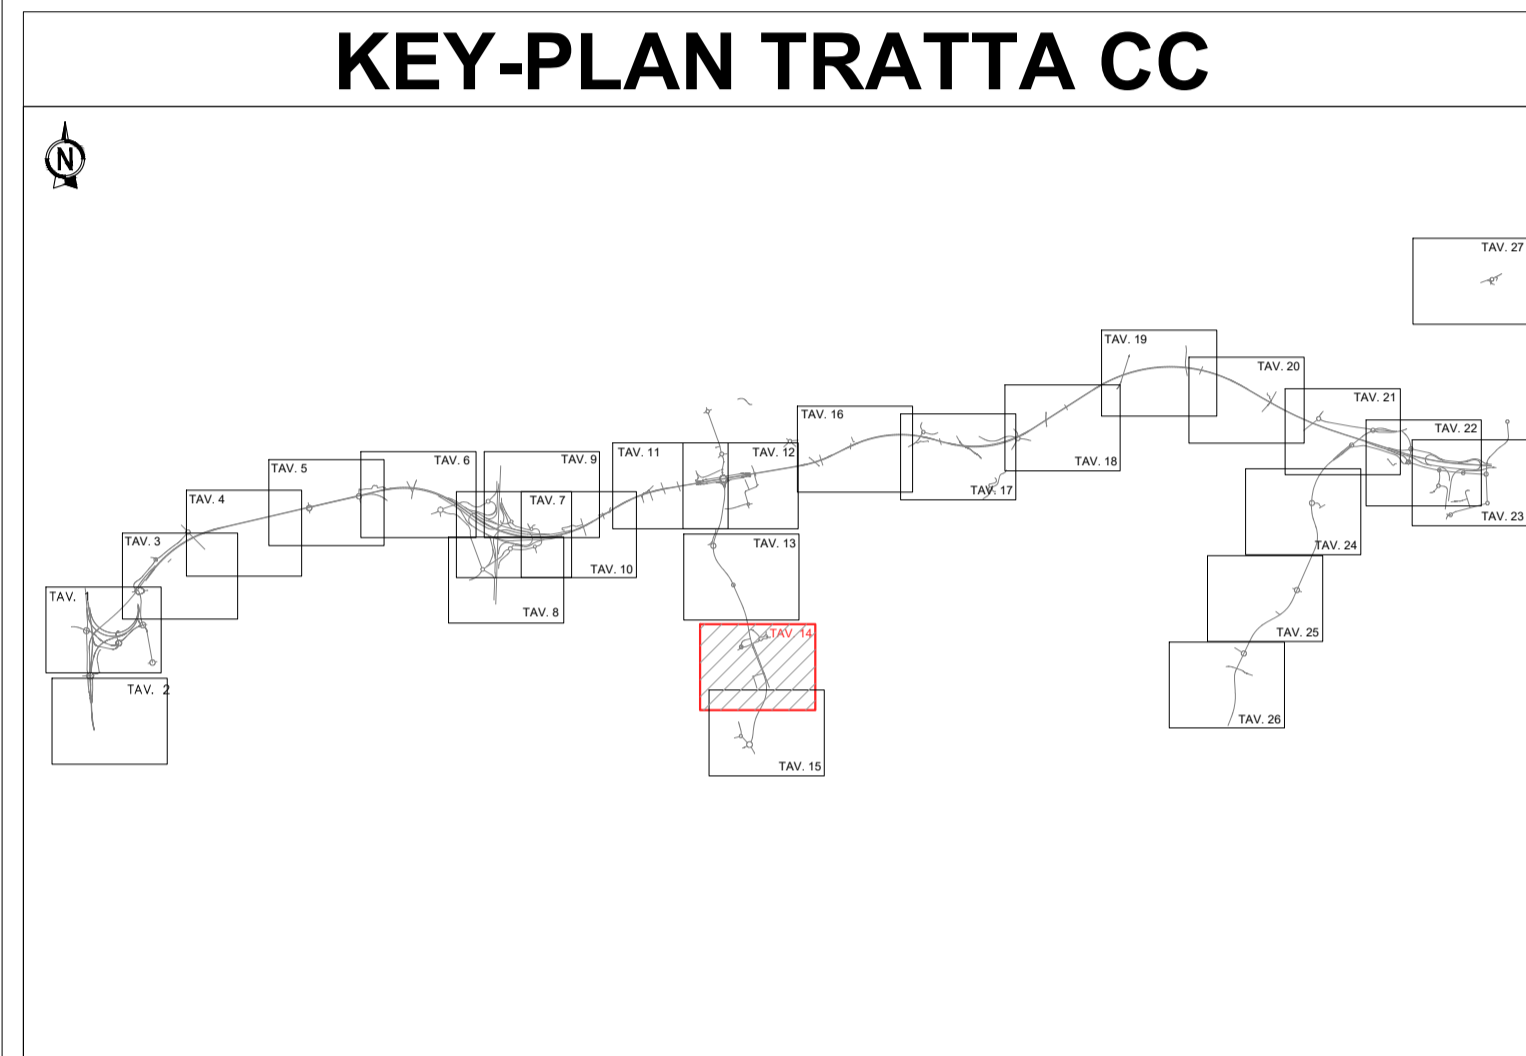 KEY-PLAN TRATTA CC
N
TAV. 27
TAV. 19
TAV. 20
TAV. 21
TAV. 16
TAV. 22
TAV. 11
TAV. 12
TAV. 6
TAV. 9
TAV. 18
TAV. 5
TAV. 17
TAV. 4
TAV. 7
TAV. 23
TAV. 3
TAV. 13
TAV. 24
TAV. 10
TAV. 1
TAV. 8
TAV. 14
TAV. 25
TAV. 2
TAV. 26
TAV. 15